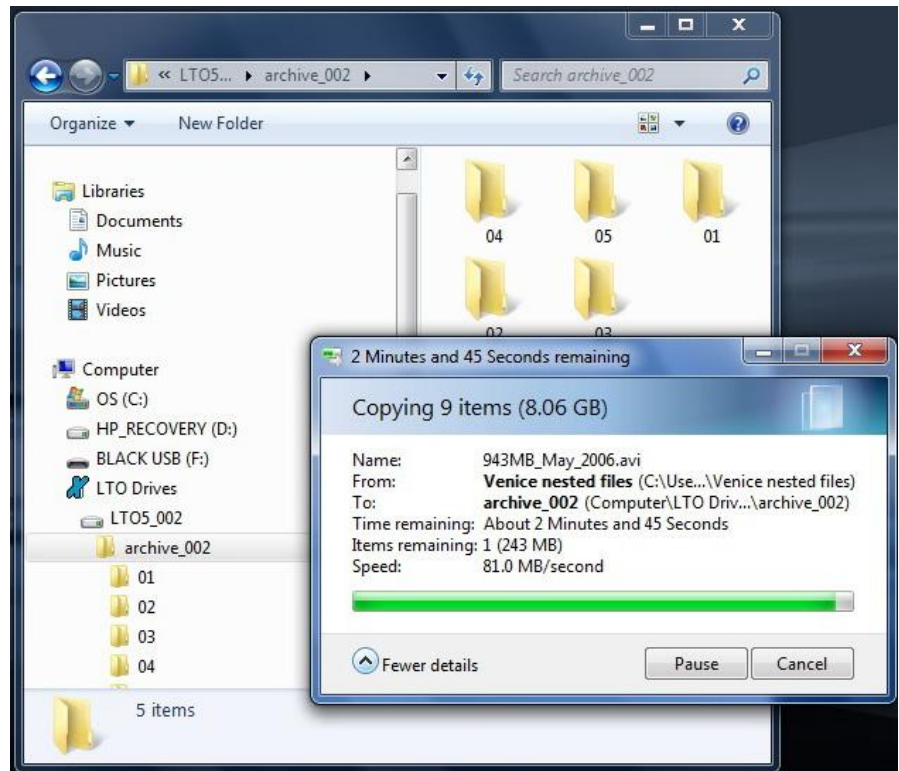 « LTO5... ▸ archive_002 ▸
Search archive_002
Organize ▾ New Folder
Libraries
Documents
Music
Pictures
Videos
Computer
OS (C:)
HP_RECOVERY (D:)
BLACK USB (F:)
LTO Drives
LTO5_002
archive_002
01
02
03
04
5 items
04 05 01
02 03
2 Minutes and 45 Seconds remaining
Copying 9 items (8.06 GB)
Name: 943MB_May_2006.avi
From: Venice nested files (C:\Use...\Venice nested files)
To: archive_002 (Computer\LTO Driv...\archive_002)
Time remaining: About 2 Minutes and 45 Seconds
Items remaining: 1 (243 MB)
Speed: 81.0 MB/second
Fewer details
Pause Cancel